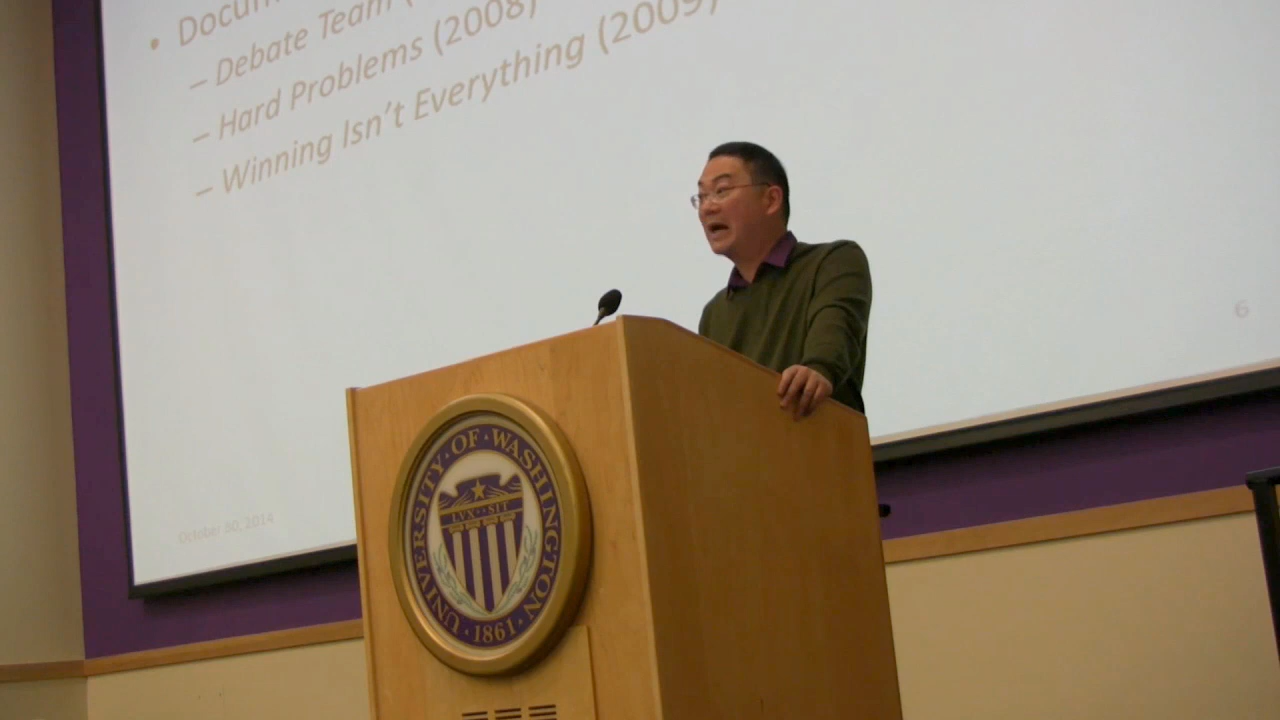 • Docum
– Debate Team (
– Hard Problems (2008)
– Winning Isn't Everything (2009)
6
October 30, 2014
UNIVERSITY · OF · WASHINGTON
LVX SIT
· 1861 ·